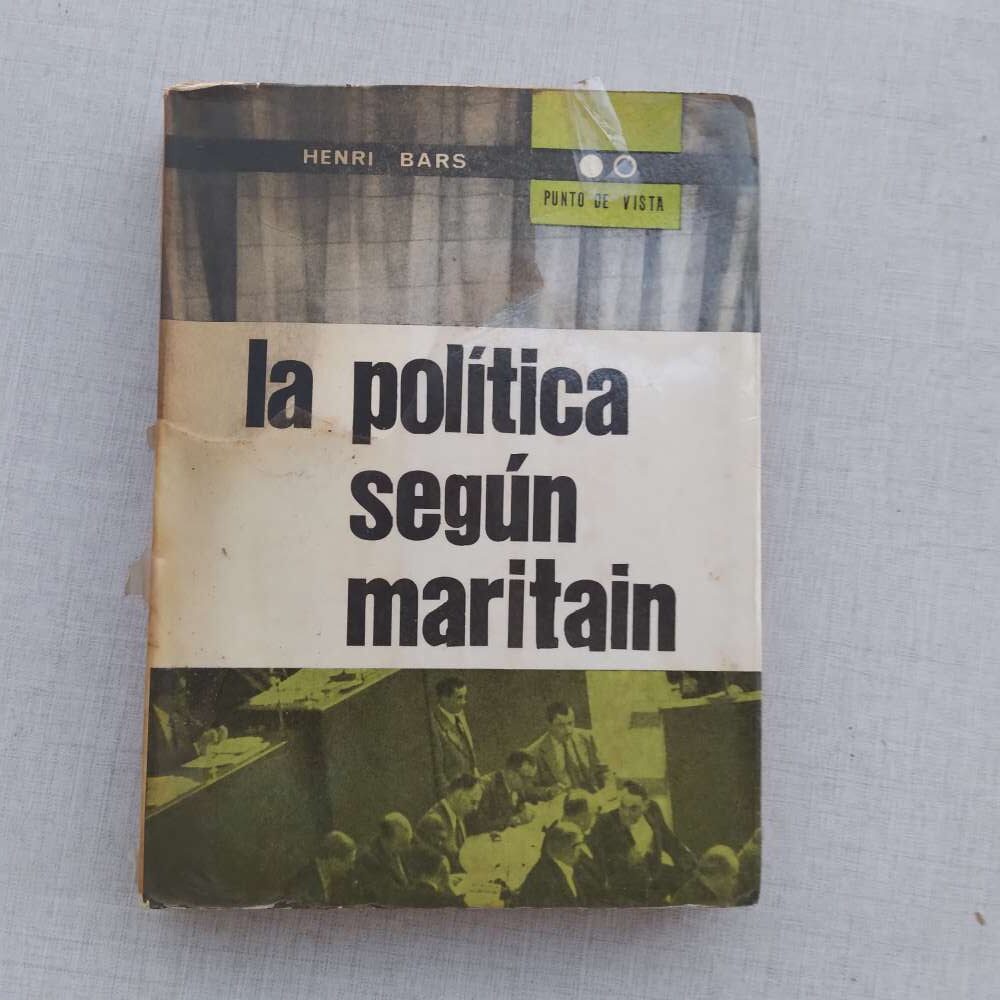 HENRI BARS
PUNTO DE VISTA
la política
según
maritain